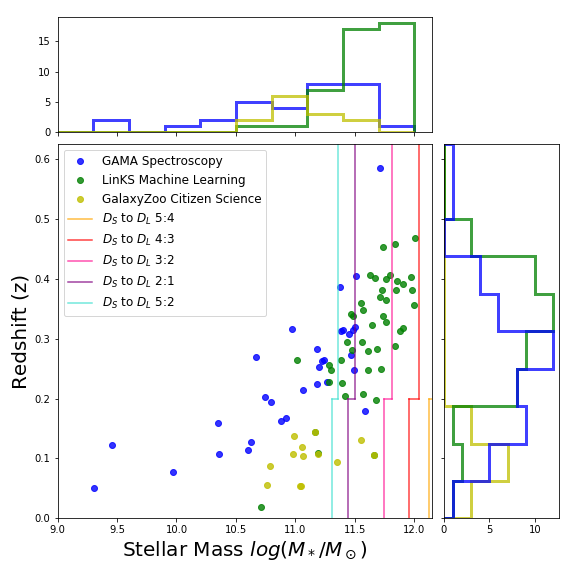 15
10
5
0
0.6
0.5
0.4
0.3
0.2
0.1
0.0
GAMA Spectroscopy
LinKS Machine Learning
GalaxyZoo Citizen Science
D_S to D_L 5:4
D_S to D_L 4:3
D_S to D_L 3:2
D_S to D_L 2:1
D_S to D_L 5:2
Redshift (z)
9.0 9.5 10.0 10.5 11.0 11.5 12.0
0 5 10
Stellar Mass log(M_*/M_⊙)